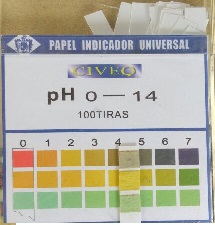 PAPEL INDICADOR UNIVERSAL
CIVEQ
pH 0 — 14
100TIRAS
0 1 2 3 4 5 6 7